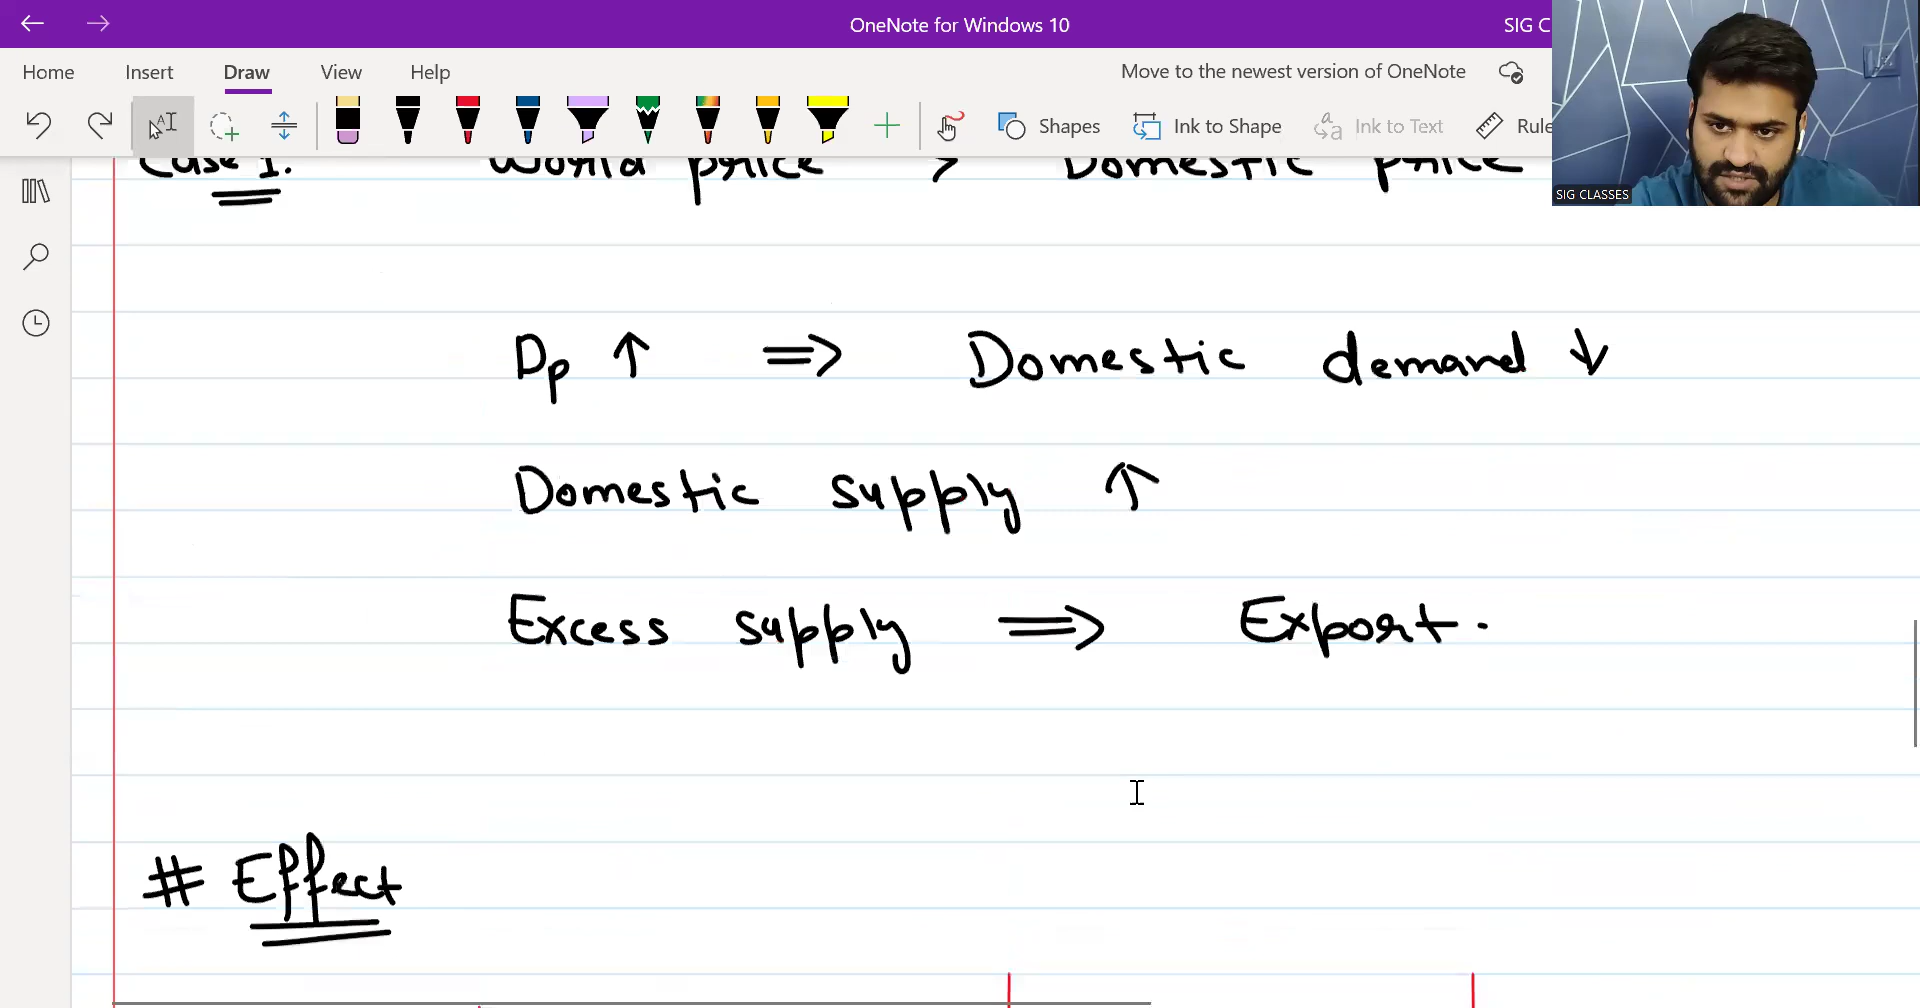 OneNote for Windows 10
SIG C
Home Insert Draw View Help
Move to the newest version of OneNote
Shapes Ink to Shape Ink to Text Rule
SIG CLASSES
Case I. World price > Domestic price
Dp ↑ ⇒ Domestic demand ↓
Domestic supply ↑
Excess supply ⇒ Export.
# Effect